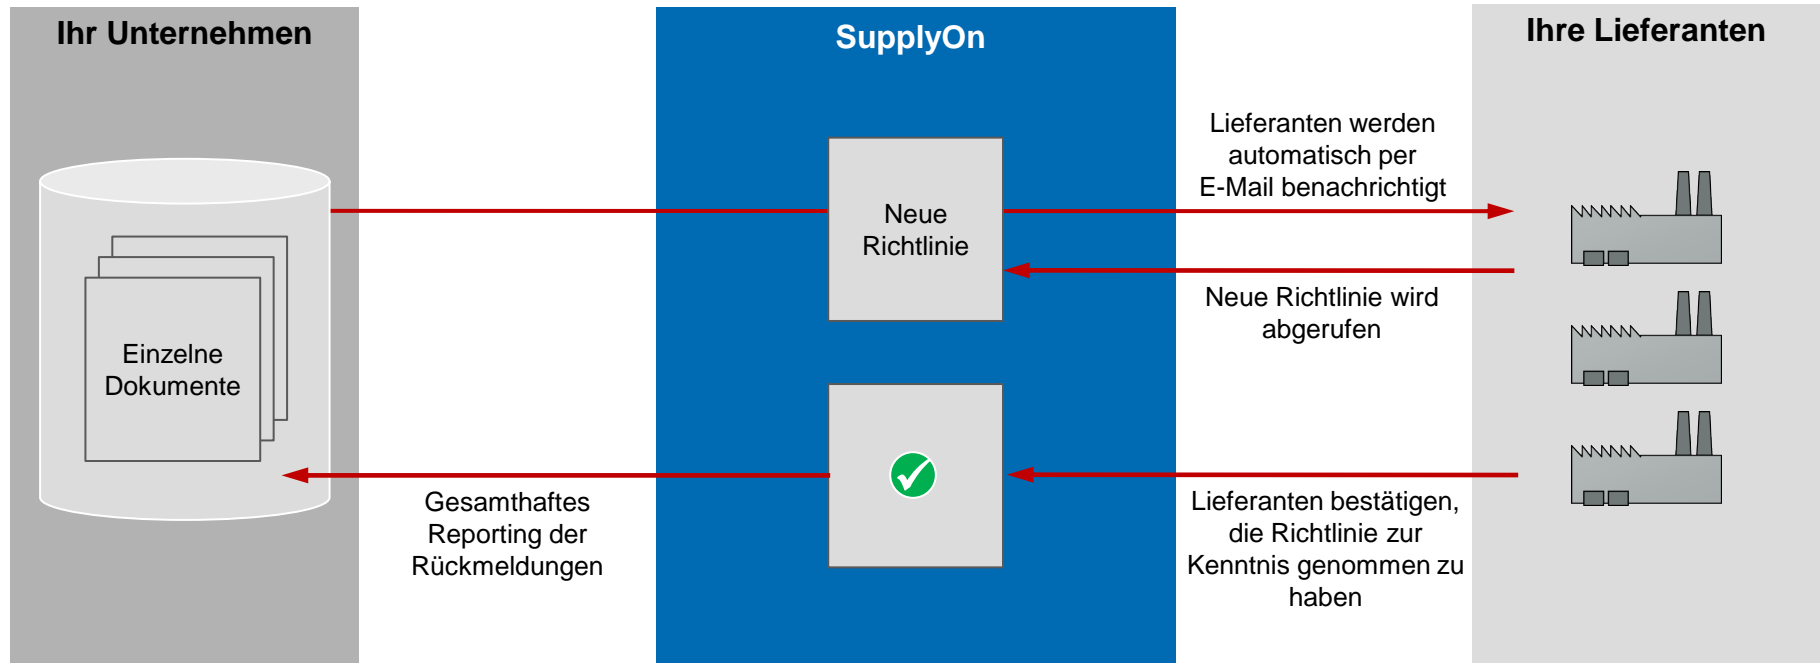 Ihr Unternehmen
SupplyOn
Ihre Lieferanten
Einzelne
Dokumente
Neue
Richtlinie
Lieferanten werden
automatisch per
E-Mail benachrichtigt
Neue Richtlinie wird
abgerufen
Gesamthaftes
Reporting der
Rückmeldungen
Lieferanten bestätigen,
die Richtlinie zur
Kenntnis genommen zu
haben